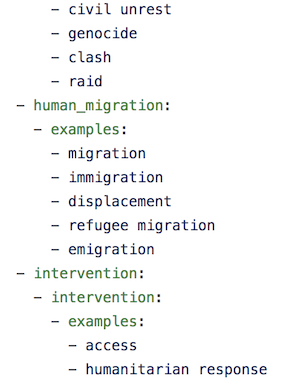 - civil unrest
- genocide
- clash
- raid
- human_migration:
- examples:
- migration
- immigration
- displacement
- refugee migration
- emigration
- intervention:
- intervention:
- examples:
- access
- humanitarian response